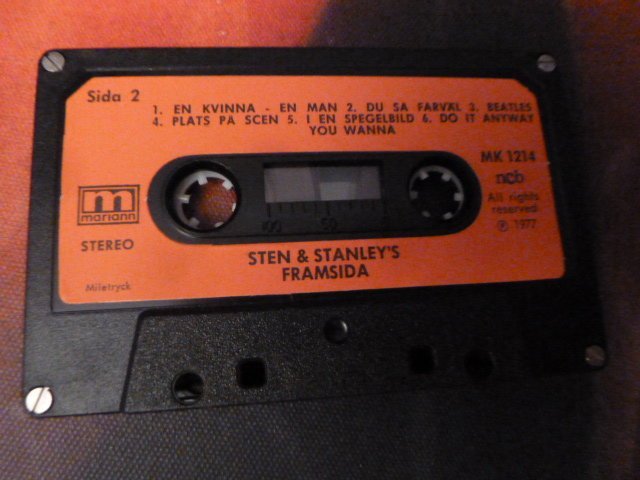 Sida 2
1. EN KVINNA - EN MAN 2. DU SA FARVÄL 3. BEATLES
4. PLATS PÅ SCEN 5. I EN SPEGELBILD 6. DO IT ANYWAY
YOU WANNA
MK 1214
ncb
All rights
reserved
℗ 1977
m
mariann
STEREO
100 50
STEN & STANLEY'S
FRAMSIDA
Miletryck